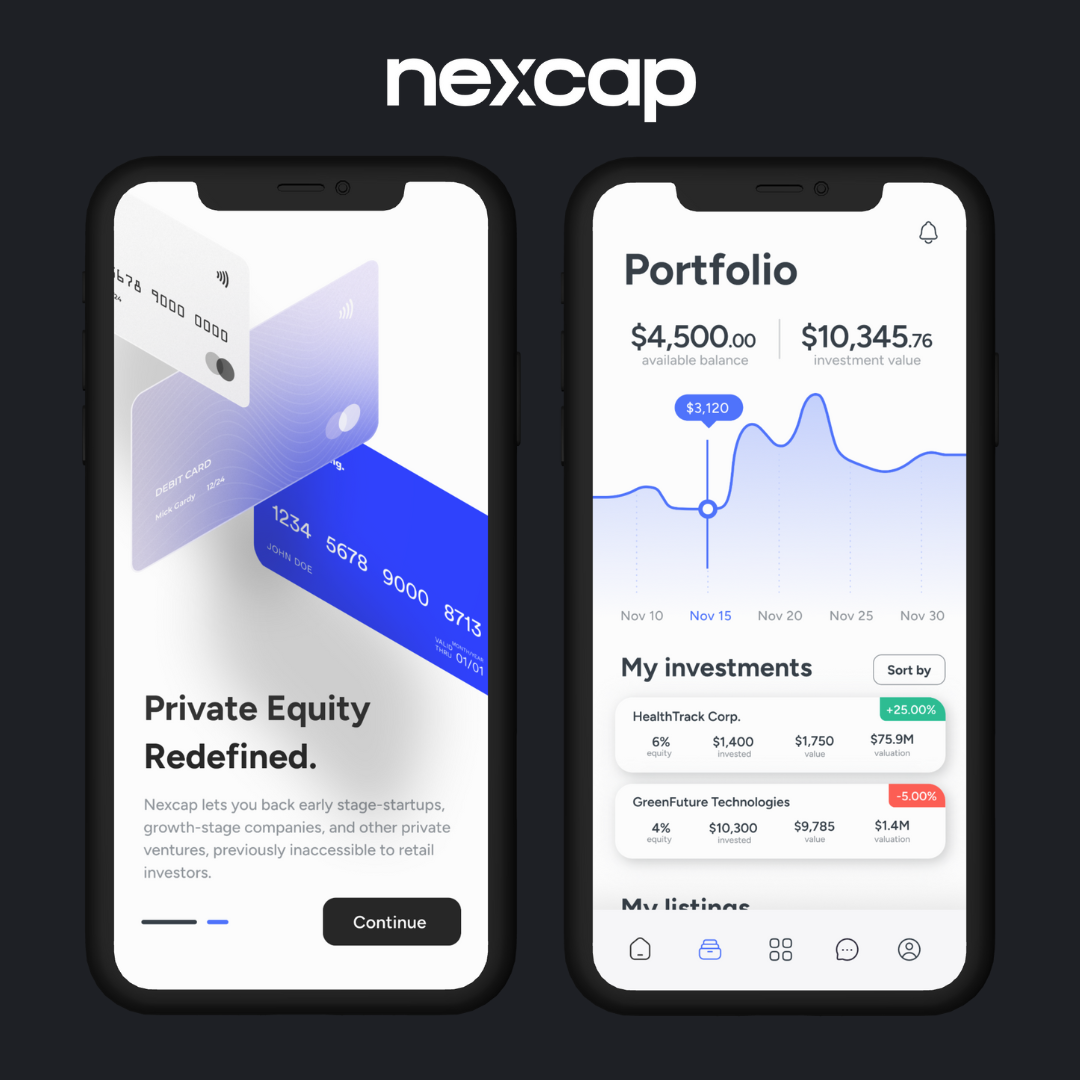 nexcap
5678 9000 0000
/24
DEBIT CARD
Mick Gardy 12/24
1234 5678 9000 8713
JOHN DOE
VALID THRU
MONTH/YEAR
01/01
Private Equity
Redefined.
Nexcap lets you back early stage-startups,
growth-stage companies, and other private
ventures, previously inaccessible to retail
investors.
Continue
Portfolio
$4,500.00 $10,345.76
available balance investment value
$3,120
Nov 10 Nov 15 Nov 20 Nov 25 Nov 30
My investments Sort by
HealthTrack Corp. +25.00%
6% $1,400 $1,750 $75.9M
equity invested value valuation
GreenFuture Technologies -5.00%
4% $10,300 $9,785 $1.4M
equity invested value valuation
My listings